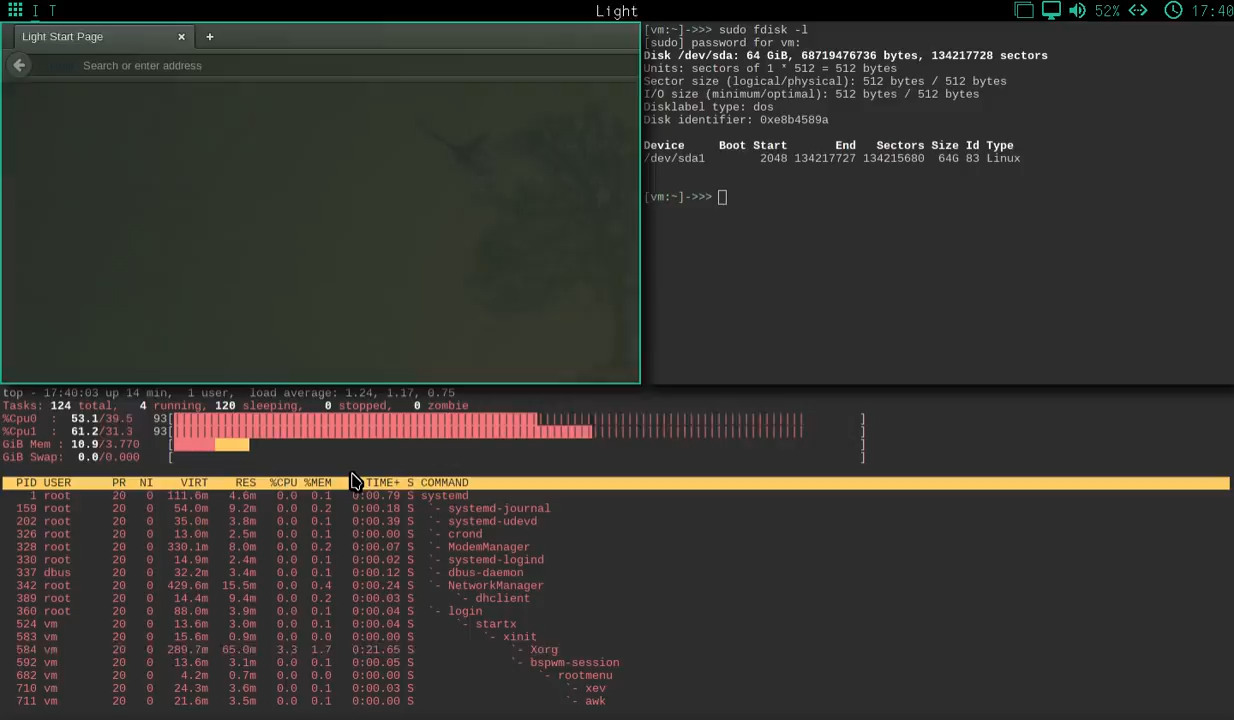 I T Light 52% 17:40
Light Start Page × +
Search or enter address
[vm:~]->>> sudo fdisk -l
[sudo] password for vm:
Disk /dev/sda: 64 GiB, 68719476736 bytes, 134217728 sectors
Units: sectors of 1 * 512 = 512 bytes
Sector size (logical/physical): 512 bytes / 512 bytes
I/O size (minimum/optimal): 512 bytes / 512 bytes
Disklabel type: dos
Disk identifier: 0xe8b4589a
Device Boot Start End Sectors Size Id Type
/dev/sda1 2048 134217727 134215680 64G 83 Linux
[vm:~]->>>
top - 17:40:03 up 14 min, 1 user, load average: 1.24, 1.17, 0.75
Tasks: 124 total, 4 running, 120 sleeping, 0 stopped, 0 zombie
%Cpu0 : 53.1/39.5 93[ ]
%Cpu1 : 61.2/31.3 93[ ]
GiB Mem : 10.9/3.770 [ ]
GiB Swap: 0.0/0.000 [ ]
PID USER PR NI VIRT RES %CPU %MEM TIME+ S COMMAND
1 root 20 0 111.6m 4.6m 0.0 0.1 0:00.79 S systemd
159 root 20 0 54.0m 9.2m 0.0 0.2 0:00.18 S `- systemd-journal
202 root 20 0 35.0m 3.8m 0.0 0.1 0:00.39 S `- systemd-udevd
326 root 20 0 13.0m 2.5m 0.0 0.1 0:00.00 S `- crond
328 root 20 0 330.1m 8.0m 0.0 0.2 0:00.07 S `- ModemManager
330 root 20 0 14.9m 2.4m 0.0 0.1 0:00.02 S `- systemd-logind
337 dbus 20 0 32.2m 3.4m 0.0 0.1 0:00.12 S `- dbus-daemon
342 root 20 0 429.6m 15.5m 0.0 0.4 0:00.24 S `- NetworkManager
389 root 20 0 14.4m 9.4m 0.0 0.2 0:00.03 S `- dhclient
360 root 20 0 88.0m 3.9m 0.0 0.1 0:00.04 S `- login
524 vm 20 0 13.6m 3.0m 0.0 0.1 0:00.04 S `- startx
583 vm 20 0 15.6m 0.9m 0.0 0.0 0:00.00 S `- xinit
584 vm 20 0 289.7m 65.0m 3.3 1.7 0:21.65 S `- Xorg
592 vm 20 0 13.6m 3.1m 0.0 0.1 0:00.05 S `- bspwm-session
682 vm 20 0 4.2m 0.7m 0.0 0.0 0:00.00 S `- rootmenu
710 vm 20 0 24.3m 3.6m 0.0 0.1 0:00.03 S `- xev
711 vm 20 0 21.6m 3.5m 0.0 0.1 0:00.00 S `- awk